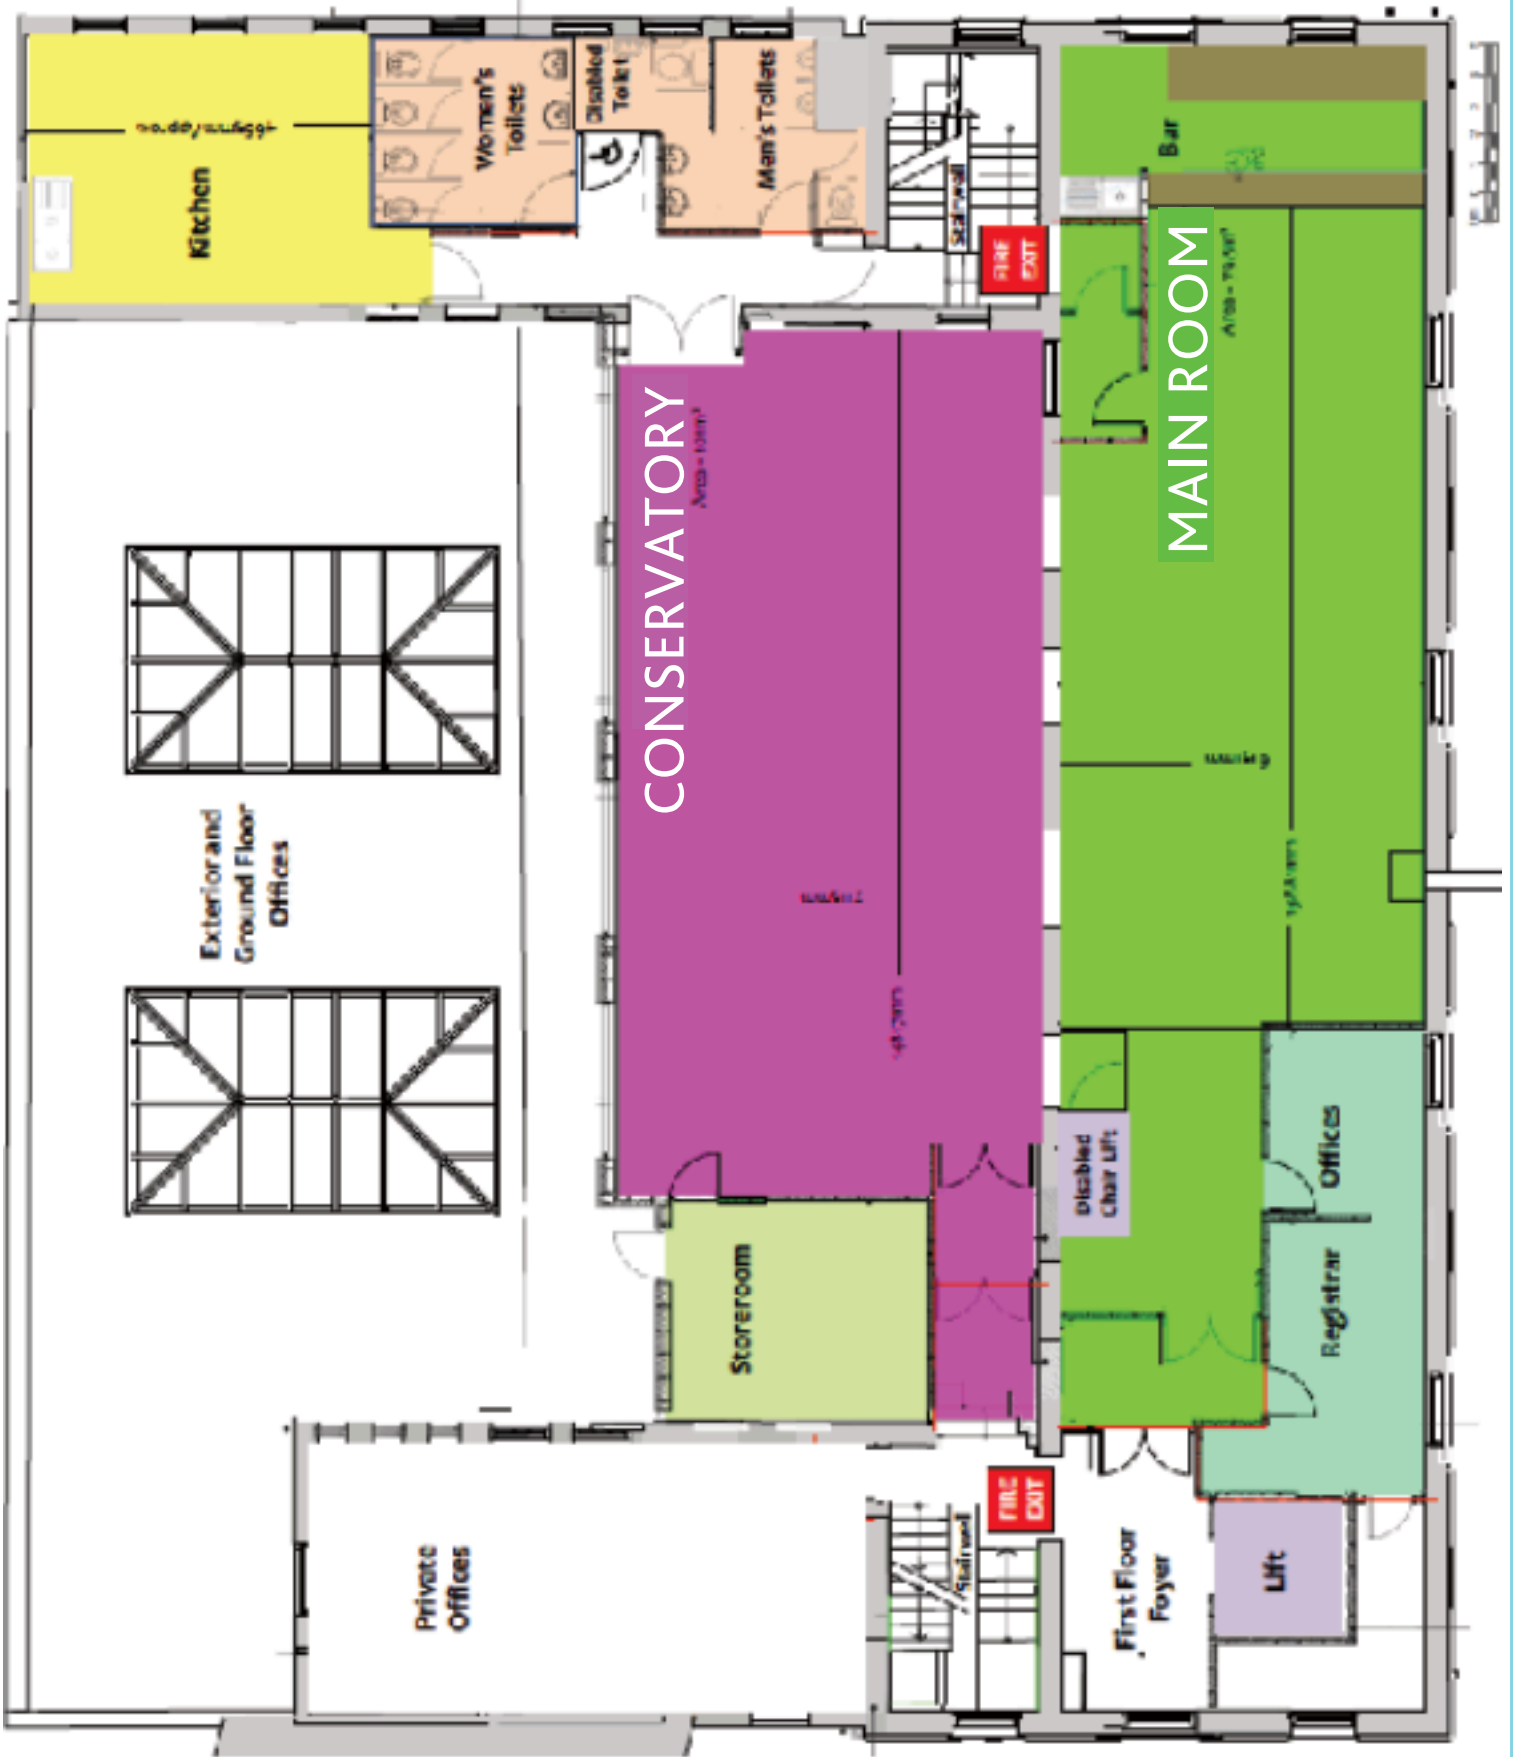 Kitchen
Women's
Toilets
Disabled
Toilet
Men's Toilets
Stairwell
FIRE
EXIT
Bar
MAIN ROOM
CONSERVATORY
Exterior and
Ground Floor
Offices
Disabled
Chair Lift
Offices
Registrar
Storeroom
Private
Offices
Stairwell
FIRE
EXIT
First Floor
Foyer
Lift